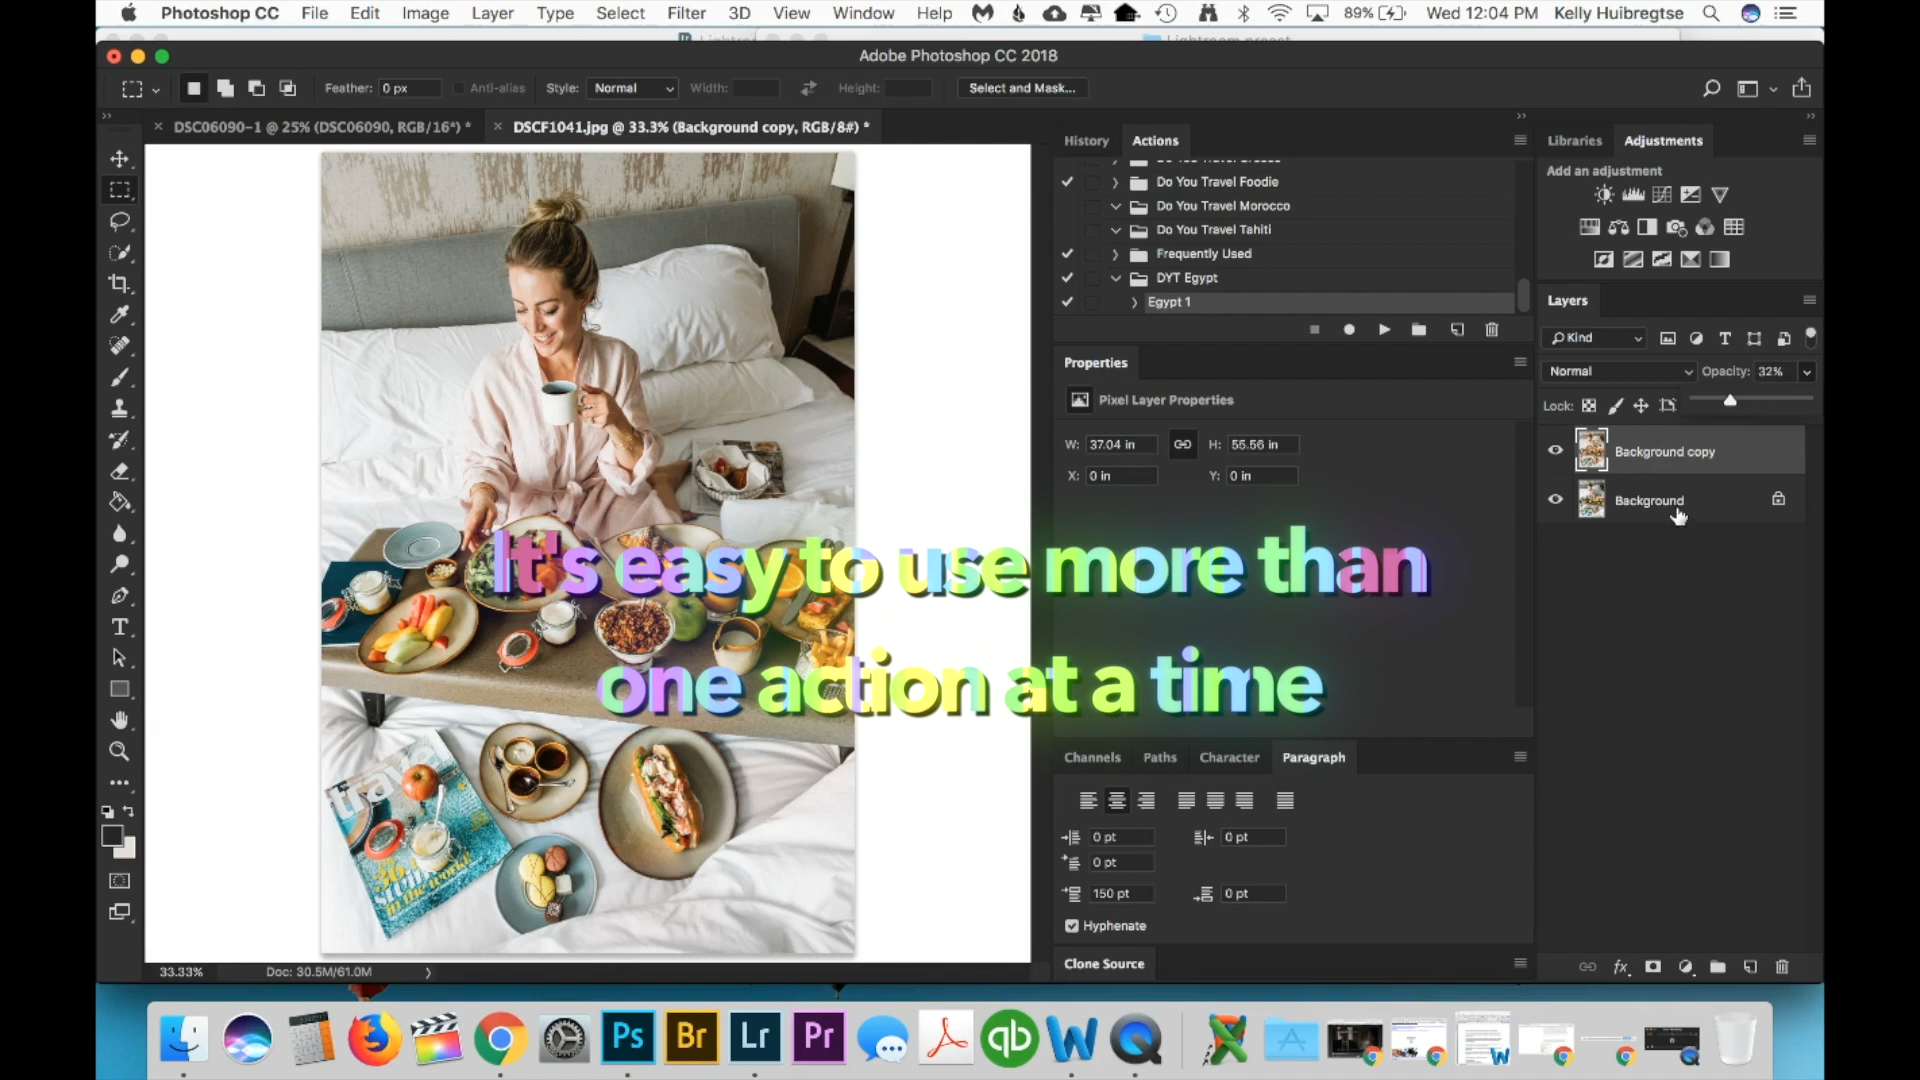 Photoshop CC File Edit Image Layer Type Select Filter 3D View Window Help 89% Wed 12:04 PM Kelly Huibregtse
Adobe Photoshop CC 2018
Feather: 0 px Anti-alias Style: Normal Width: Height: Select and Mask...
DSC06090-1 @ 25% (DSC06090, RGB/16*) * DSCF1041.jpg @ 33.3% (Background copy, RGB/8#) *
History Actions
Libraries Adjustments
Add an adjustment
Do You Travel Foodie
Do You Travel Morocco
Do You Travel Tahiti
Frequently Used
DYT Egypt
Egypt 1
Layers
Kind
Normal Opacity: 32%
Lock:
Background copy
Background
Properties
Pixel Layer Properties
W: 37.04 in H: 55.56 in
X: 0 in Y: 0 in
It's easy to use more than
one action at a time
Channels Paths Character Paragraph
0 pt 0 pt
0 pt
150 pt 0 pt
Hyphenate
Clone Source
33.33% Doc: 30.5M/61.0M
fx
Ps Br Lr Pr qb W